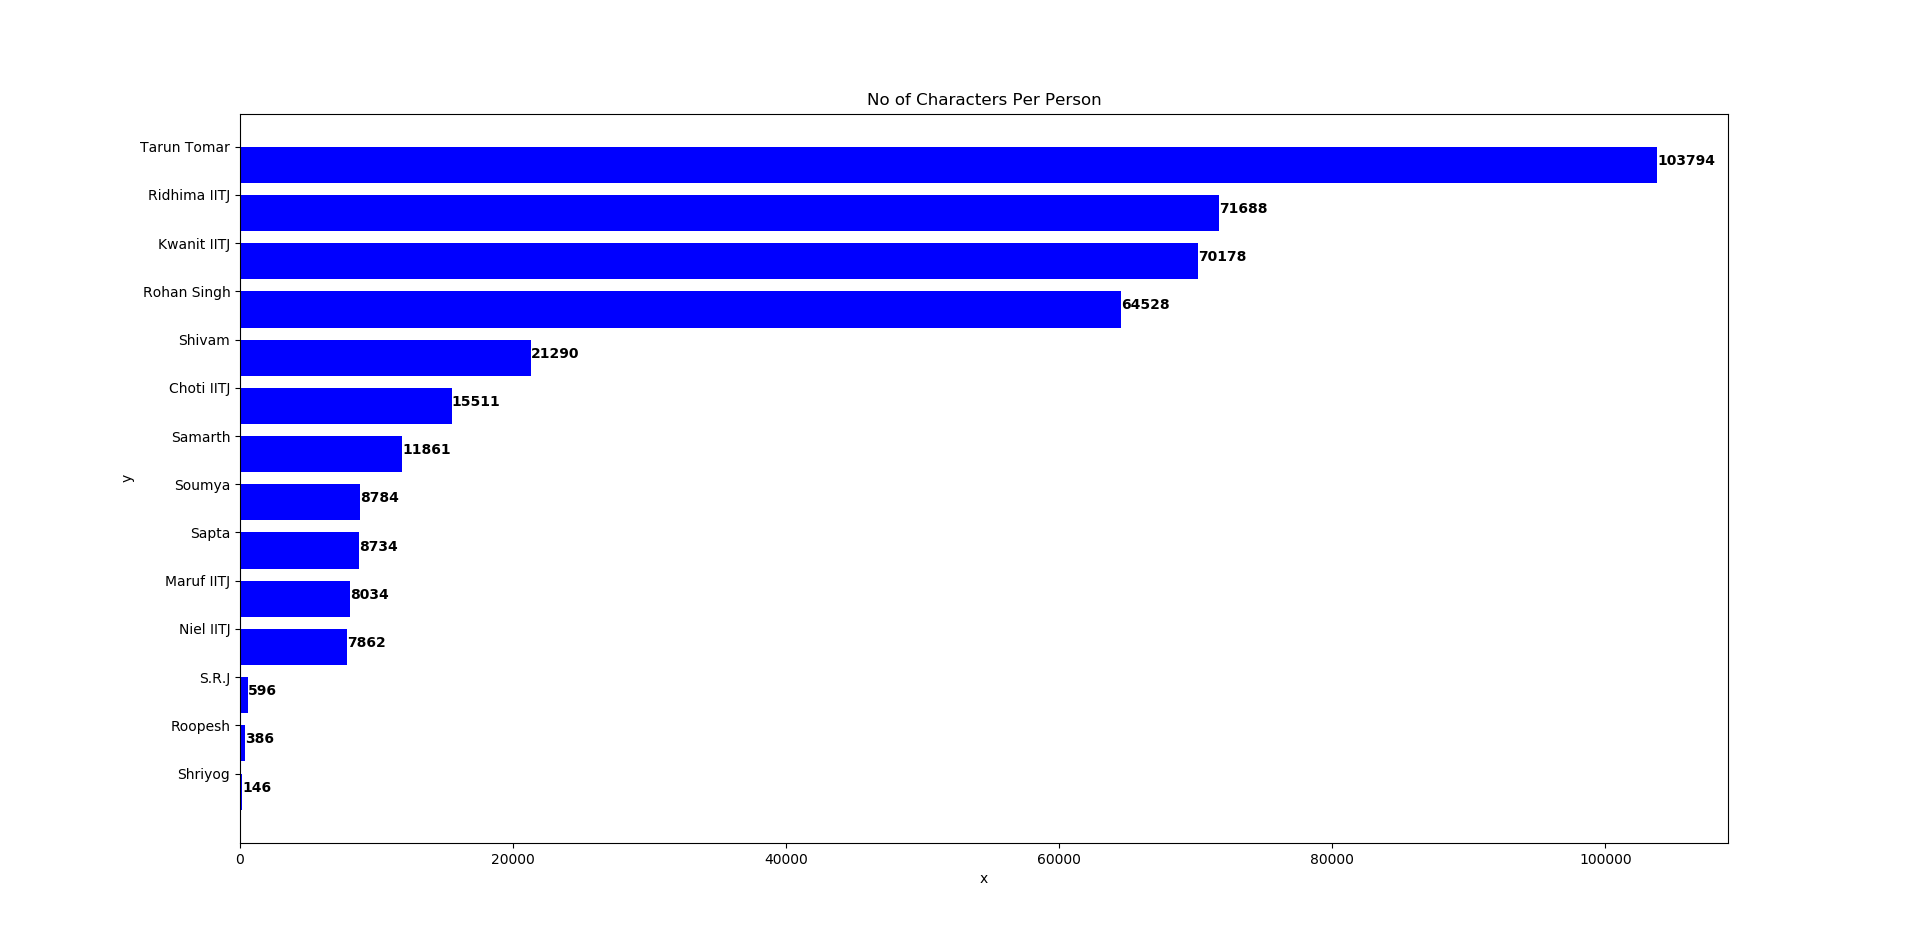 No of Characters Per Person
Tarun Tomar 103794
Ridhima IITJ 71688
Kwanit IITJ 70178
Rohan Singh 64528
Shivam 21290
Choti IITJ 15511
Samarth 11861
y
Soumya 8784
Sapta 8734
Maruf IITJ 8034
Niel IITJ 7862
S.R.J 596
Roopesh 386
Shriyog 146
0 20000 40000 60000 80000 100000
x